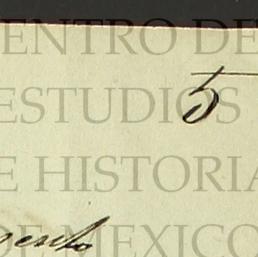 CENTRO DE
5
ESTUDIOS
DE HISTORIA
DE MEXICO